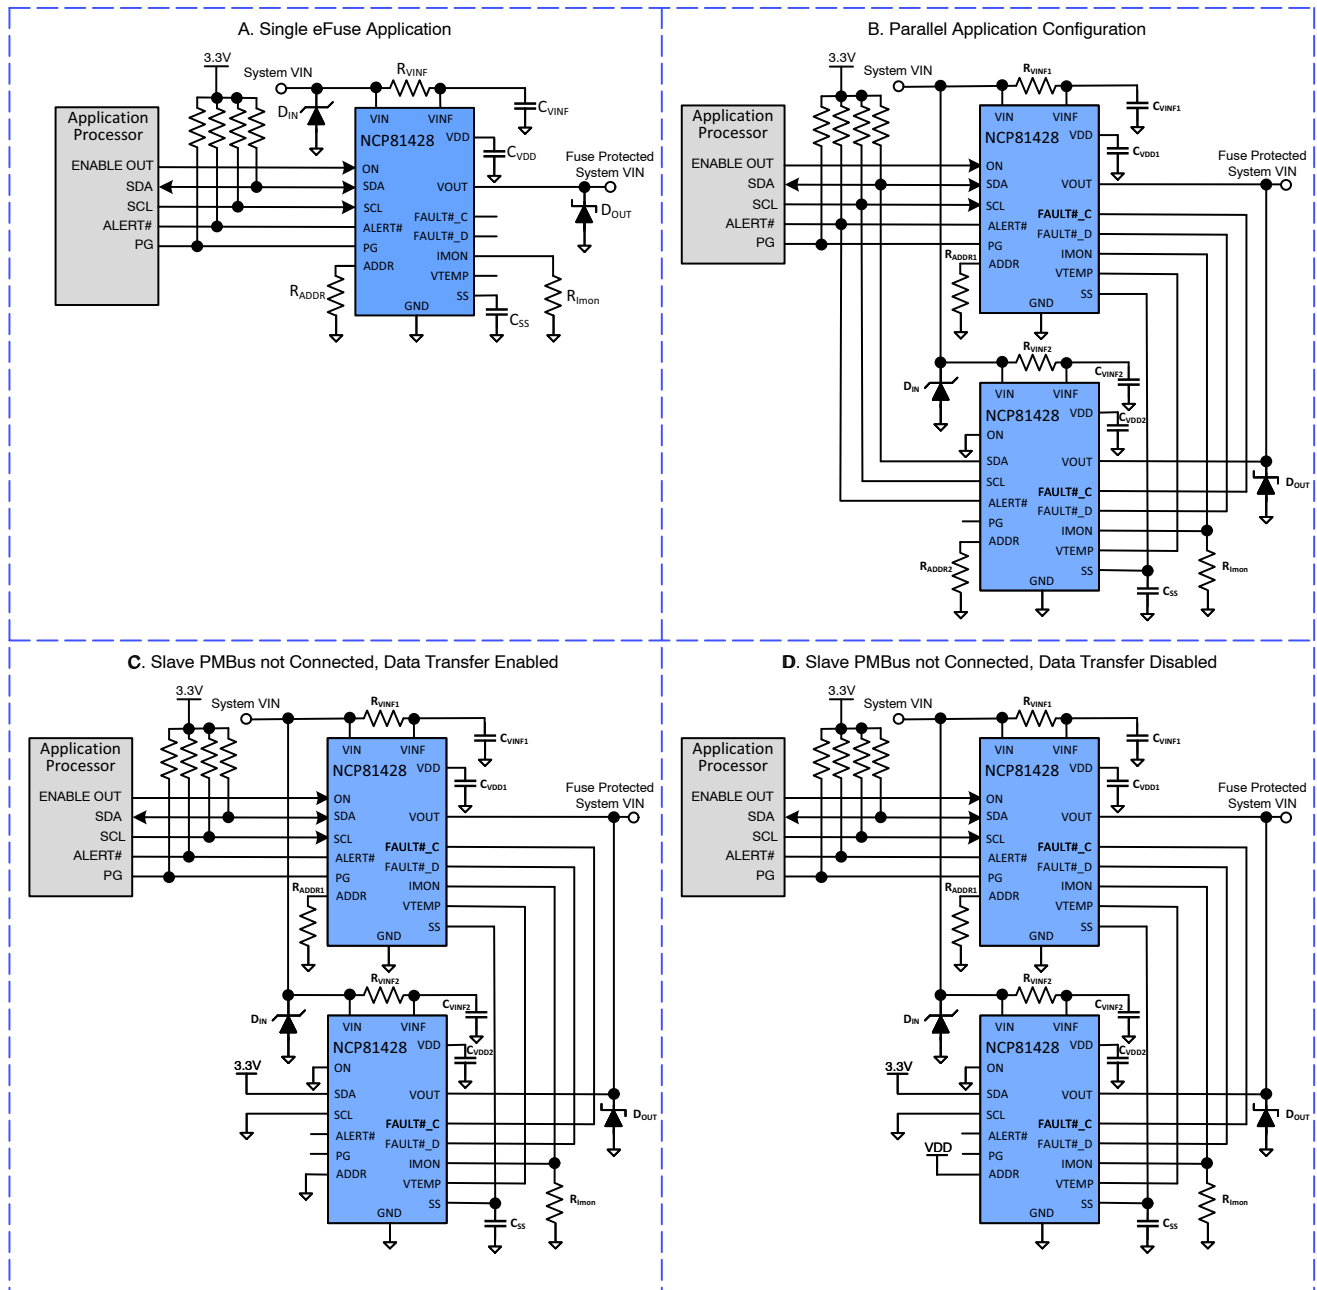 A. Single eFuse Application
3.3V
System VIN
RVINF
DIN
CVINF
Application
Processor
VIN
VINF
NCP81428
VDD
CVDD
ENABLE OUT
ON
Fuse Protected
System VIN
SDA
SDA
VOUT
SCL
SCL
DOUT
FAULT#_C
ALERT#
ALERT#
FAULT#_D
PG
PG
IMON
ADDR
VTEMP
RADDR
SS
RImon
GND
CSS
B. Parallel Application Configuration
3.3V
System VIN
RVINF1
CVINF1
Application
Processor
VIN
VINF
NCP81428
VDD
CVDD1
ENABLE OUT
ON
Fuse Protected
System VIN
SDA
SDA
VOUT
SCL
SCL
FAULT#_C
ALERT#
ALERT#
FAULT#_D
PG
PG
IMON
RADDR1
ADDR
VTEMP
SS
GND
RVINF2
CVINF2
DIN
VIN
VINF
NCP81428
VDD
CVDD2
ON
SDA
VOUT
SCL
FAULT#_C
DOUT
ALERT#
FAULT#_D
PG
IMON
ADDR
VTEMP
RADDR2
SS
RImon
GND
CSS
C. Slave PMBus not Connected, Data Transfer Enabled
3.3V
System VIN
RVINF1
CVINF1
Application
Processor
VIN
VINF
NCP81428
VDD
CVDD1
ENABLE OUT
ON
Fuse Protected
System VIN
SDA
SDA
VOUT
SCL
SCL
FAULT#_C
ALERT#
ALERT#
FAULT#_D
PG
PG
IMON
RADDR1
ADDR
VTEMP
SS
GND
RVINF2
CVINF2
DIN
VIN
VINF
NCP81428
VDD
CVDD2
3.3V
ON
SDA
VOUT
SCL
FAULT#_C
DOUT
ALERT#
FAULT#_D
PG
IMON
ADDR
VTEMP
SS
RImon
GND
CSS
D. Slave PMBus not Connected, Data Transfer Disabled
3.3V
System VIN
RVINF1
CVINF1
Application
Processor
VIN
VINF
NCP81428
VDD
CVDD1
ENABLE OUT
ON
Fuse Protected
System VIN
SDA
SDA
VOUT
SCL
SCL
FAULT#_C
ALERT#
ALERT#
FAULT#_D
PG
PG
IMON
RADDR1
ADDR
VTEMP
SS
GND
RVINF2
CVINF2
DIN
VIN
VINF
NCP81428
VDD
CVDD2
3.3V
ON
SDA
VOUT
SCL
FAULT#_C
DOUT
ALERT#
FAULT#_D
VDD
PG
IMON
ADDR
VTEMP
SS
RImon
GND
CSS